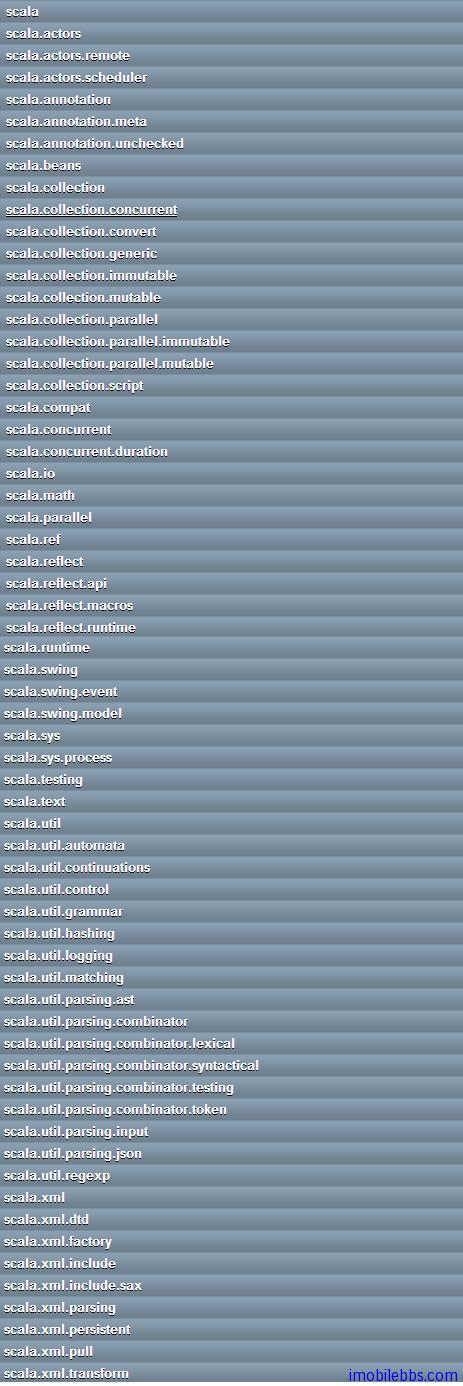 scala
scala.actors
scala.actors.remote
scala.actors.scheduler
scala.annotation
scala.annotation.meta
scala.annotation.unchecked
scala.beans
scala.collection
scala.collection.concurrent
scala.collection.convert
scala.collection.generic
scala.collection.immutable
scala.collection.mutable
scala.collection.parallel
scala.collection.parallel.immutable
scala.collection.parallel.mutable
scala.collection.script
scala.compat
scala.concurrent
scala.concurrent.duration
scala.io
scala.math
scala.parallel
scala.ref
scala.reflect
scala.reflect.api
scala.reflect.macros
scala.reflect.runtime
scala.runtime
scala.swing
scala.swing.event
scala.swing.model
scala.sys
scala.sys.process
scala.testing
scala.text
scala.util
scala.util.automata
scala.util.continuations
scala.util.control
scala.util.grammar
scala.util.hashing
scala.util.logging
scala.util.matching
scala.util.parsing.ast
scala.util.parsing.combinator
scala.util.parsing.combinator.lexical
scala.util.parsing.combinator.syntactical
scala.util.parsing.combinator.testing
scala.util.parsing.combinator.token
scala.util.parsing.input
scala.util.parsing.json
scala.util.regexp
scala.xml
scala.xml.dtd
scala.xml.factory
scala.xml.include
scala.xml.include.sax
scala.xml.parsing
scala.xml.persistent
scala.xml.pull
scala.xml.transform
imobilebbs.com